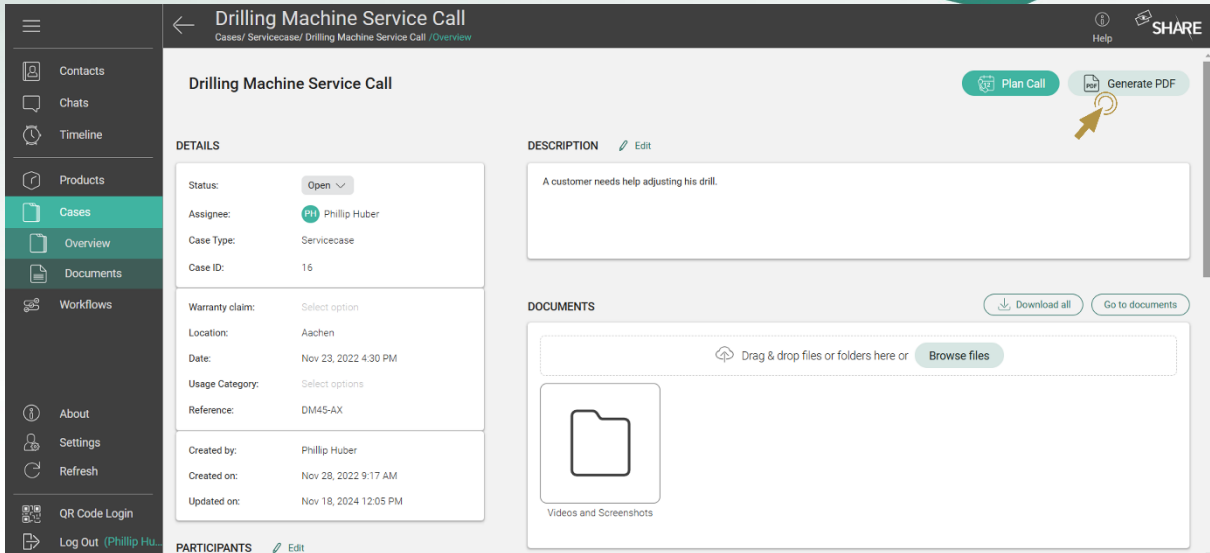 Drilling Machine Service Call
Cases/ Servicecase/ Drilling Machine Service Call /Overview
Help
SHARE
Contacts
Chats
Timeline
Products
Cases
Overview
Documents
Workflows
About
Settings
Refresh
QR Code Login
Log Out (Phillip Hu...
Drilling Machine Service Call
12 Plan Call
PDF Generate PDF
DETAILS
Status: Open
Assignee: PH Phillip Huber
Case Type: Servicecase
Case ID: 16
Warranty claim: Select option
Location: Aachen
Date: Nov 23, 2022 4:30 PM
Usage Category: Select options
Reference: DM45-AX
Created by: Phillip Huber
Created on: Nov 28, 2022 9:17 AM
Updated on: Nov 18, 2024 12:05 PM
PARTICIPANTS Edit
DESCRIPTION Edit
A customer needs help adjusting his drill.
DOCUMENTS
Download all
Go to documents
Drag & drop files or folders here or Browse files
Videos and Screenshots